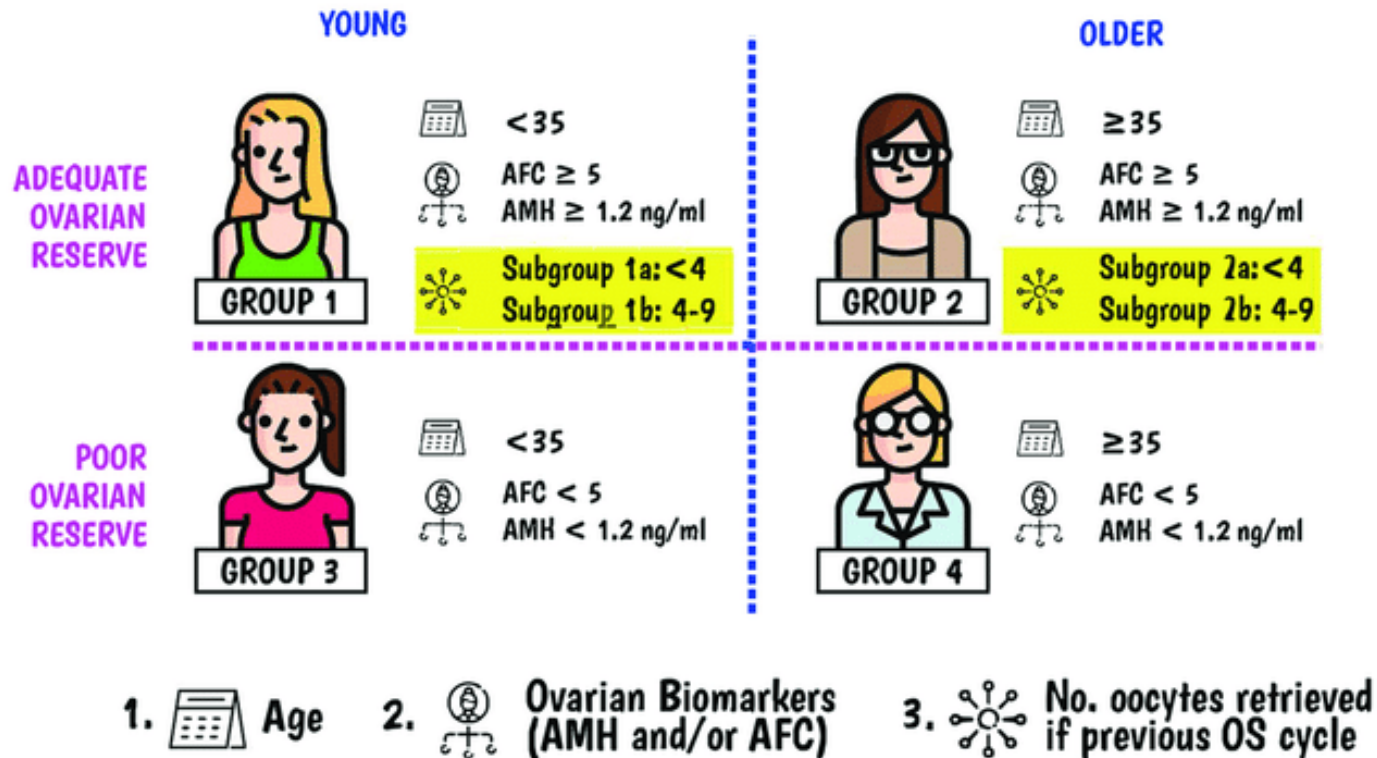 YOUNG
OLDER
ADEQUATE
OVARIAN
RESERVE
<35
AFC ≥ 5
AMH ≥ 1.2 ng/ml
Subgroup 1a:<4
Subgroup 1b: 4-9
GROUP 1
≥35
AFC ≥ 5
AMH ≥ 1.2 ng/ml
Subgroup 2a:<4
Subgroup 2b: 4-9
GROUP 2
POOR
OVARIAN
RESERVE
<35
AFC < 5
AMH < 1.2 ng/ml
GROUP 3
≥35
AFC < 5
AMH < 1.2 ng/ml
GROUP 4
1. Age
2. Ovarian Biomarkers
(AMH and/or AFC)
3. No. oocytes retrieved
if previous OS cycle